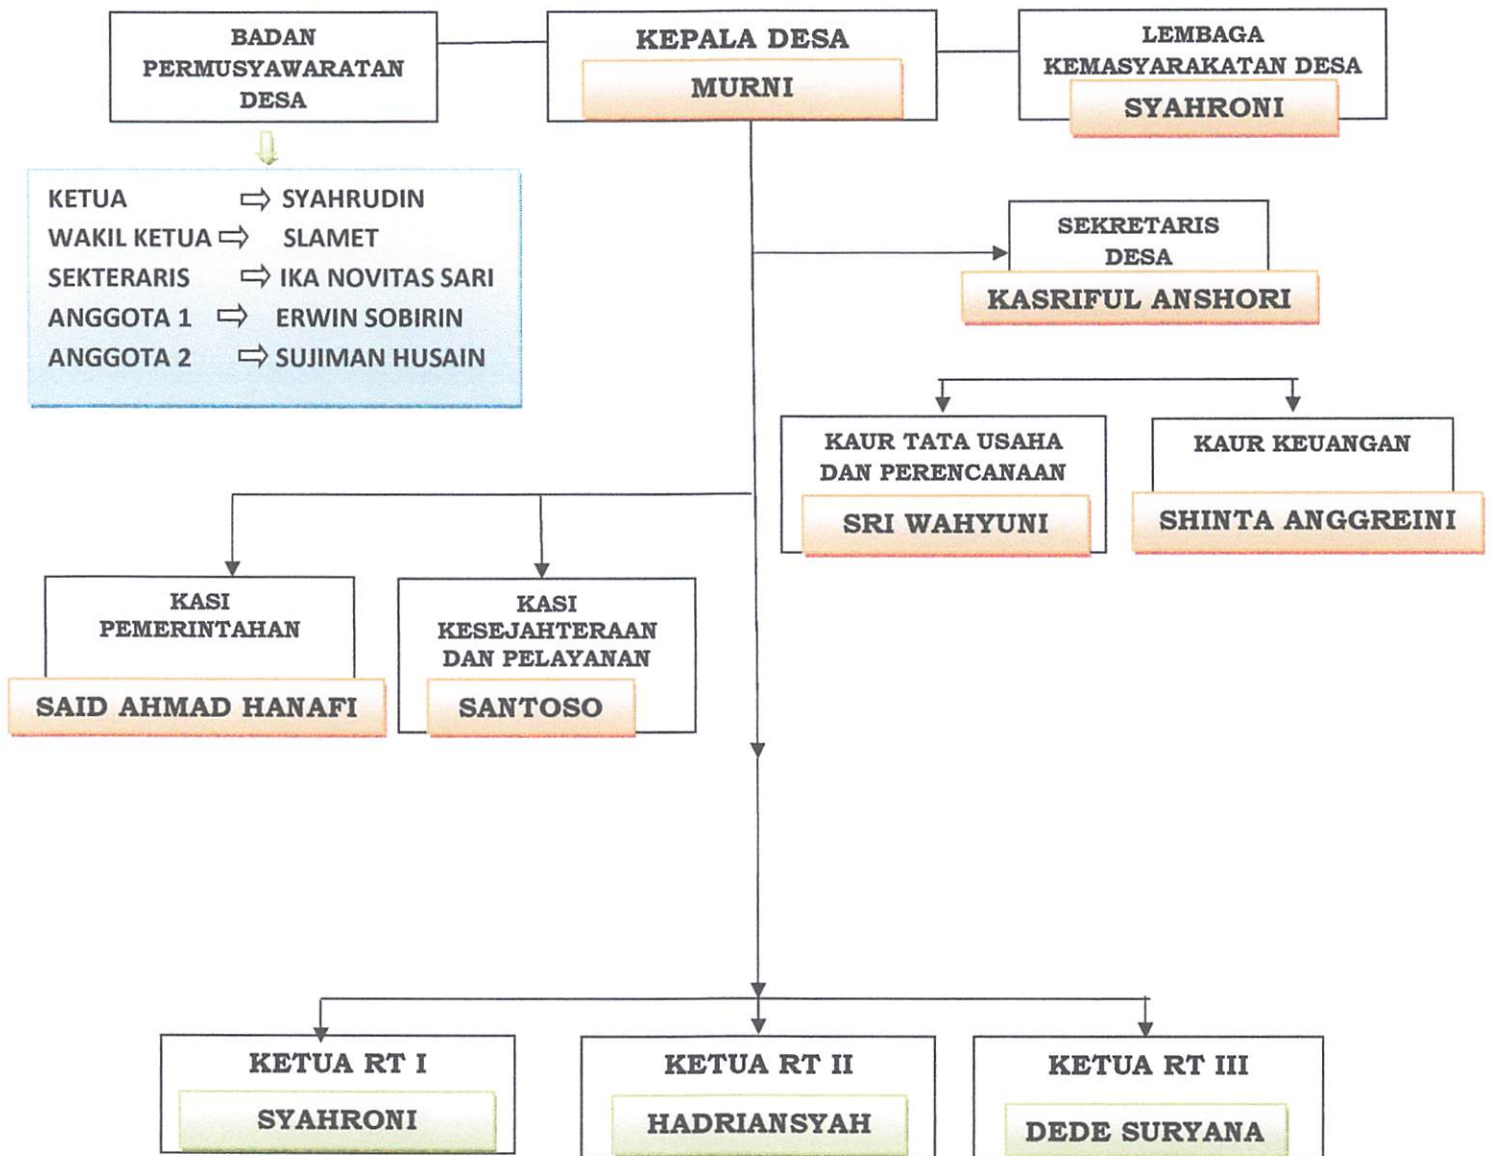 BADAN
PERMUSYAWARATAN
DESA
KEPALA DESA
MURNI
LEMBAGA
KEMASYARAKATAN DESA
SYAHRONI
KETUA ⇨ SYAHRUDIN
WAKIL KETUA ⇨ SLAMET
SEKTERARIS ⇨ IKA NOVITAS SARI
ANGGOTA 1 ⇨ ERWIN SOBIRIN
ANGGOTA 2 ⇨ SUJIMAN HUSAIN
SEKRETARIS
DESA
KASRIFUL ANSHORI
KAUR TATA USAHA
DAN PERENCANAAN
SRI WAHYUNI
KAUR KEUANGAN
SHINTA ANGGREINI
KASI
PEMERINTAHAN
SAID AHMAD HANAFI
KASI
KESEJAHTERAAN
DAN PELAYANAN
SANTOSO
KETUA RT I
SYAHRONI
KETUA RT II
HADRIANSYAH
KETUA RT III
DEDE SURYANA